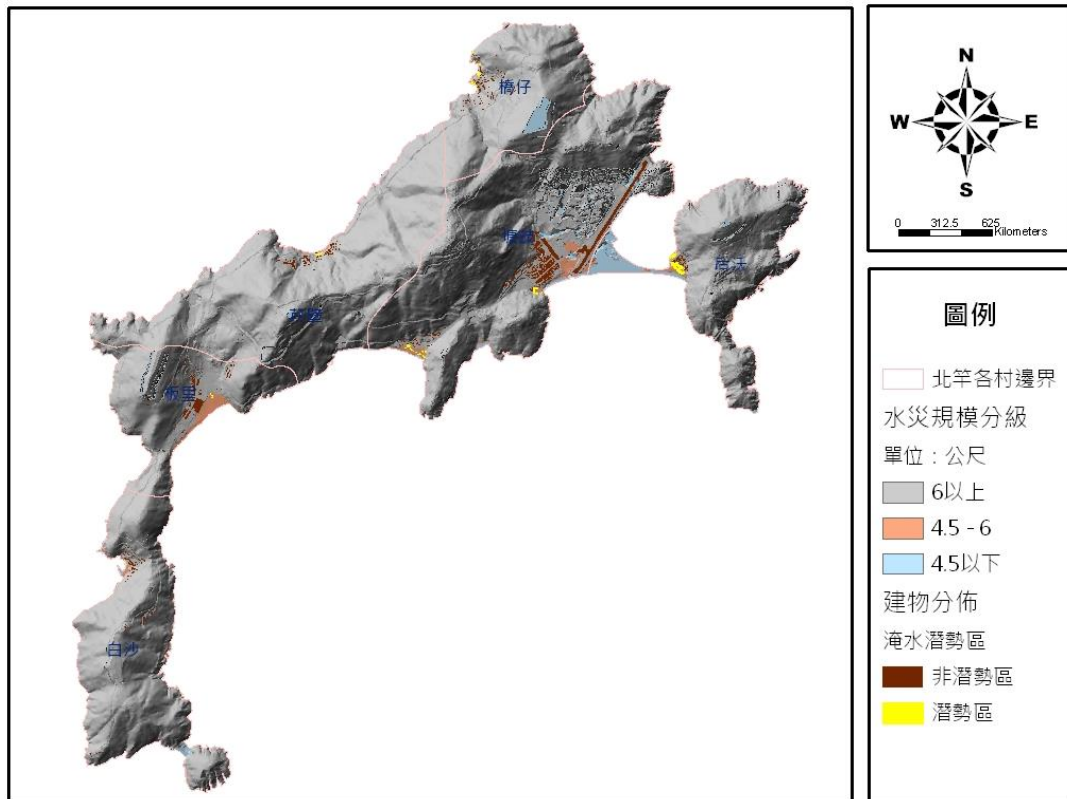 橋仔
塘岐
后沃
芹壁
坂里
白沙
N
W
E
S
0 312.5 625
Kilometers
圖例
北竿各村邊界
水災規模分級
單位：公尺
6以上
4.5 - 6
4.5以下
建物分佈
淹水潛勢區
非潛勢區
潛勢區